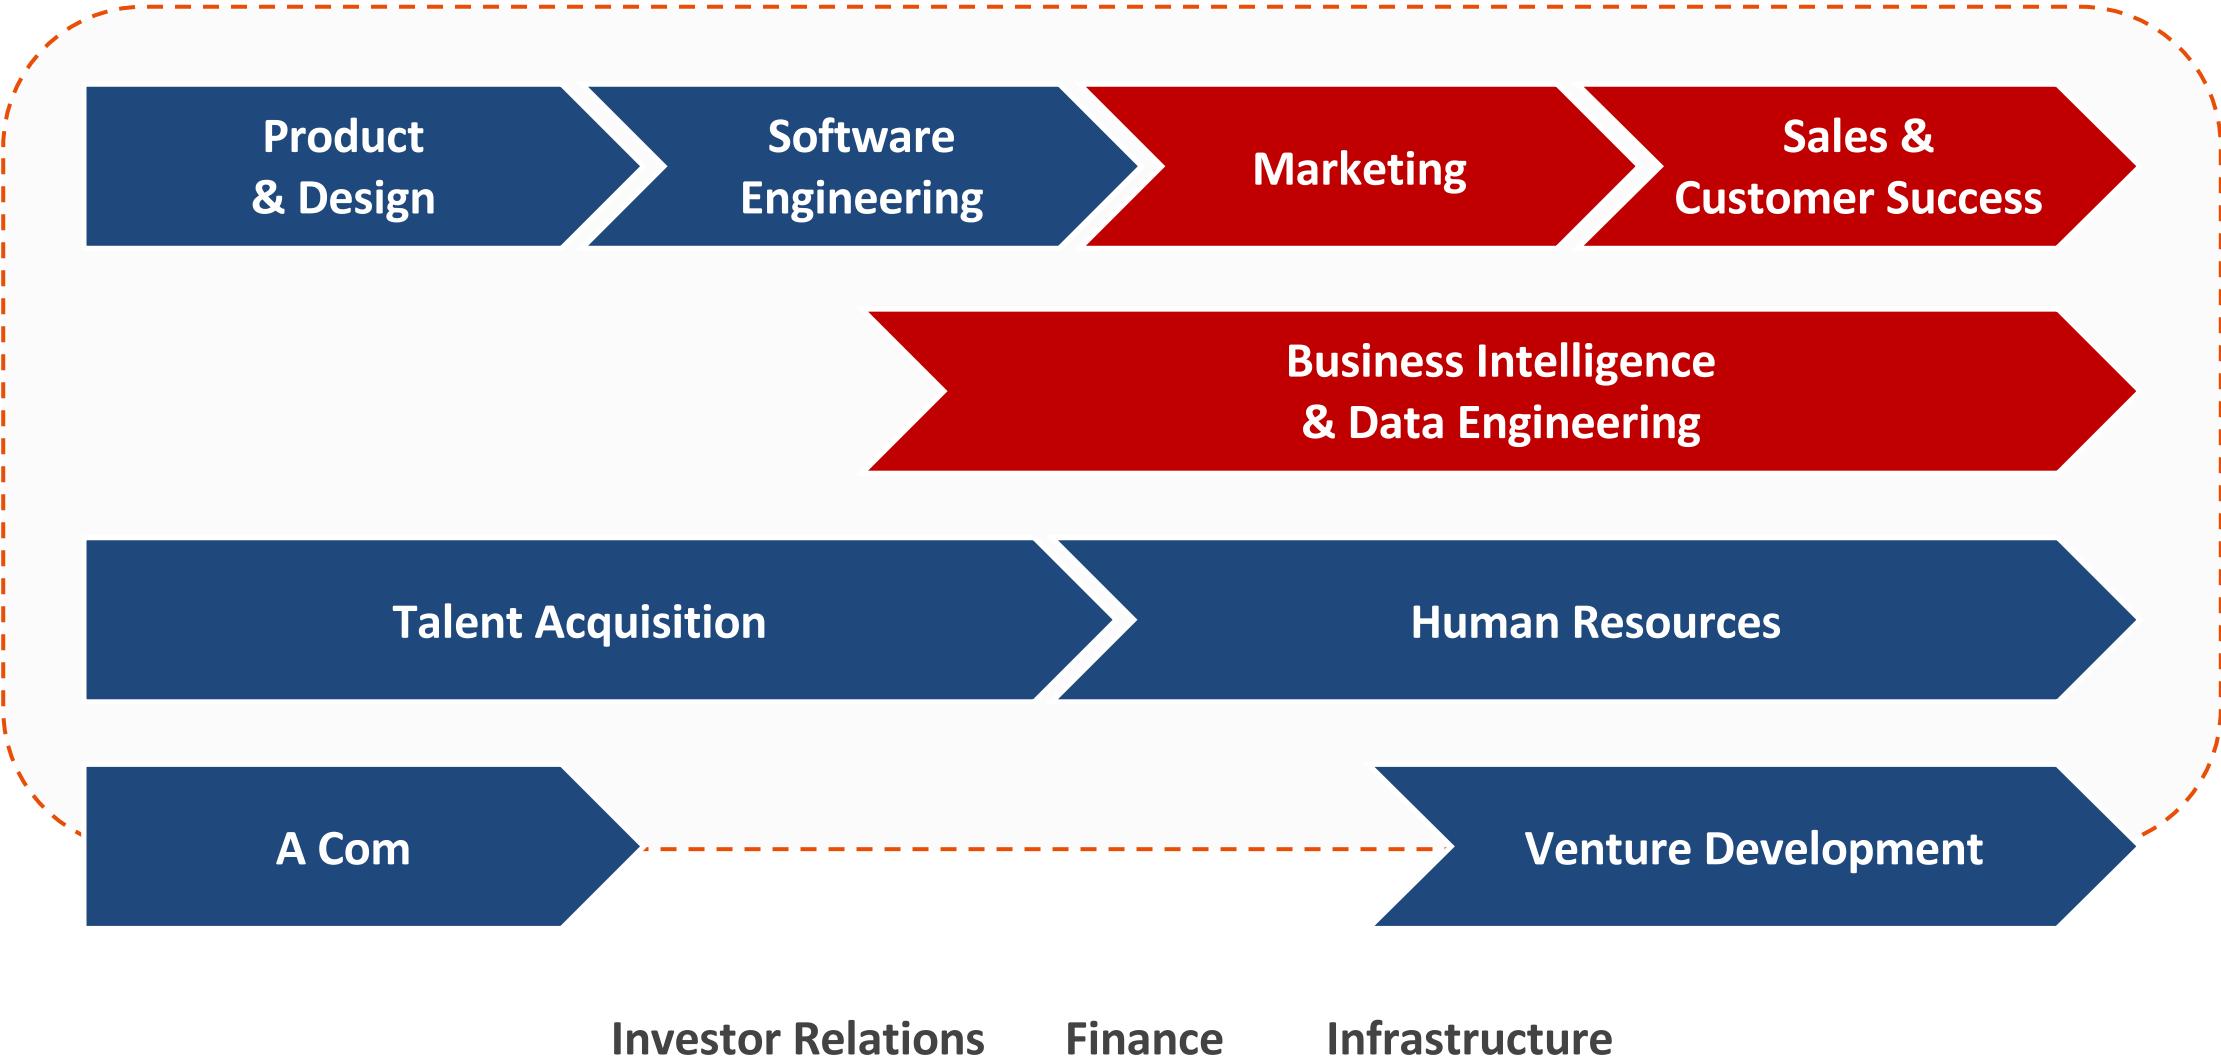 Product
& Design
Software
Engineering
Marketing
Sales &
Customer Success
Business Intelligence
& Data Engineering
Talent Acquisition
Human Resources
A Com
Venture Development
Investor Relations
Finance
Infrastructure